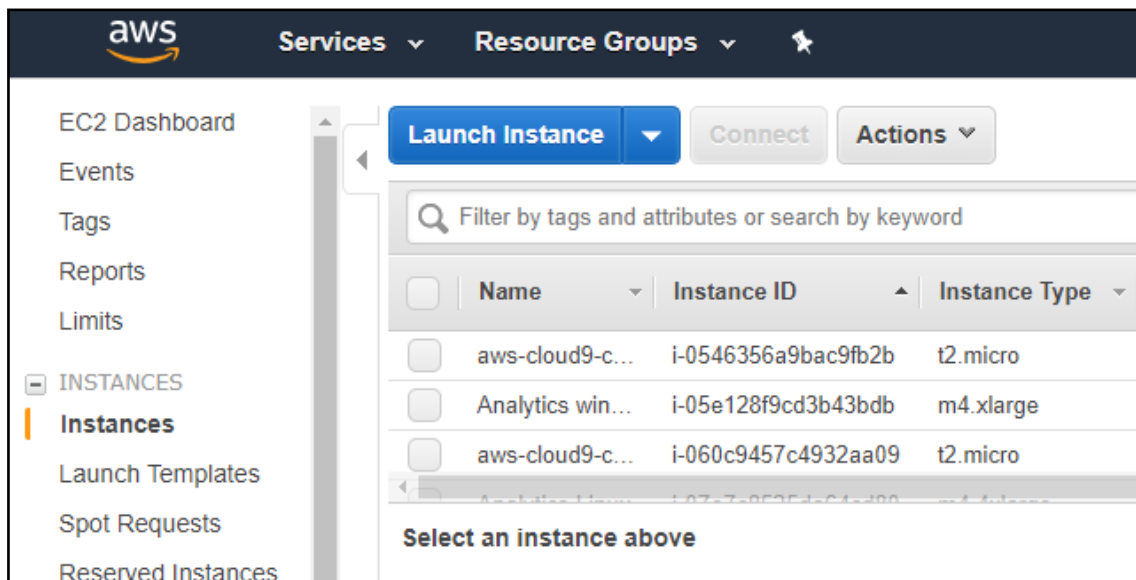 aws Services Resource Groups
EC2 Dashboard
Events
Tags
Reports
Limits
INSTANCES
Instances
Launch Templates
Spot Requests
Reserved Instances
Launch Instance Connect Actions
Filter by tags and attributes or search by keyword
Name Instance ID Instance Type
aws-cloud9-c... i-0546356a9bac9fb2b t2.micro
Analytics win... i-05e128f9cd3b43bdb m4.xlarge
aws-cloud9-c... i-060c9457c4932aa09 t2.micro
Select an instance above